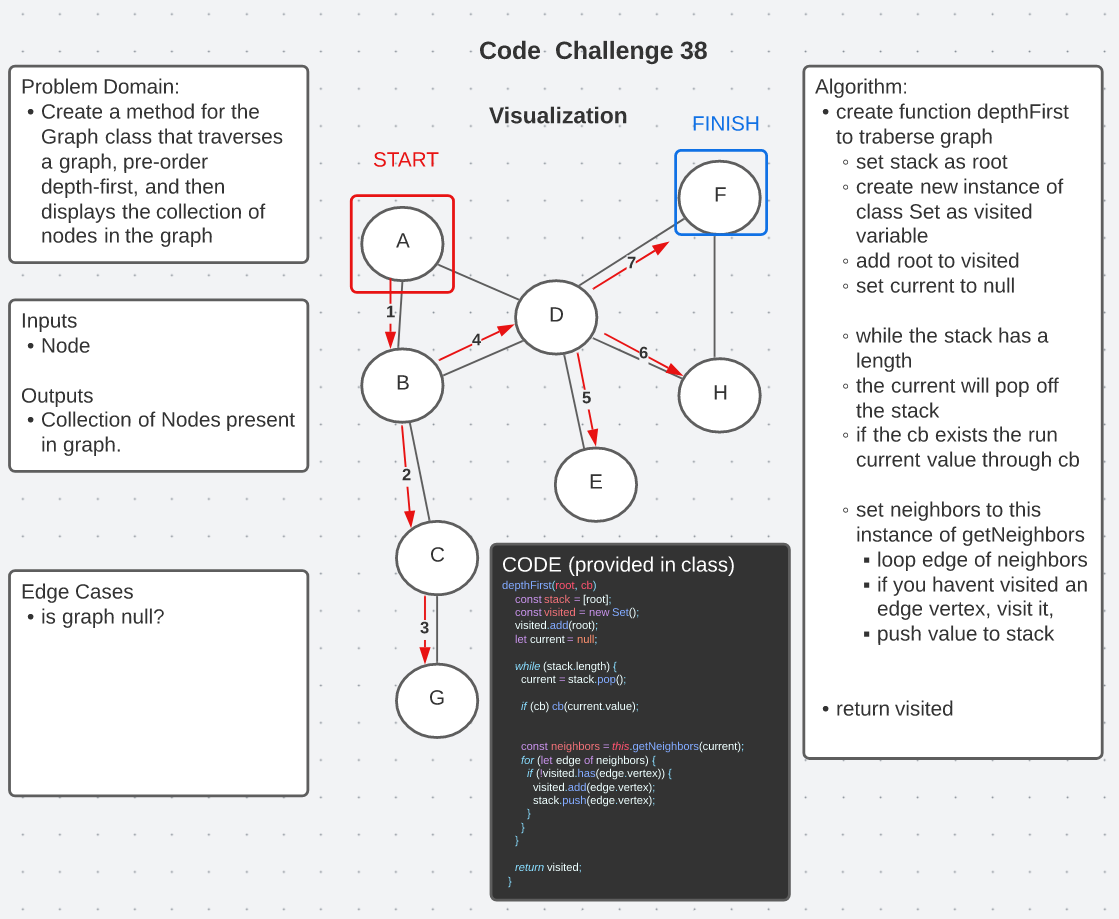 Code Challenge 38
Visualization
Problem Domain:
• Create a method for the
Graph class that traverses
a graph, pre-order
depth-first, and then
displays the collection of
nodes in the graph
Inputs
• Node
Outputs
• Collection of Nodes present
in graph.
Edge Cases
• is graph null?
START
FINISH
A
B
C
G
D
E
F
H
1
2
3
4
5
6
7
CODE (provided in class)
depthFirst(root, cb)
const stack = [root];
const visited = new Set();
visited.add(root);
let current = null;
while (stack.length) {
current = stack.pop();
if (cb) cb(current.value);
const neighbors = this.getNeighbors(current);
for (let edge of neighbors) {
if (!visited.has(edge.vertex)) {
visited.add(edge.vertex);
stack.push(edge.vertex);
}
}
}
return visited;
}
Algorithm:
• create function depthFirst
to traberse graph
◦ set stack as root
◦ create new instance of
class Set as visited
variable
◦ add root to visited
◦ set current to null
◦ while the stack has a
length
◦ the current will pop off
the stack
◦ if the cb exists the run
current value through cb
◦ set neighbors to this
instance of getNeighbors
▪ loop edge of neighbors
▪ if you havent visited an
edge vertex, visit it,
▪ push value to stack
• return visited